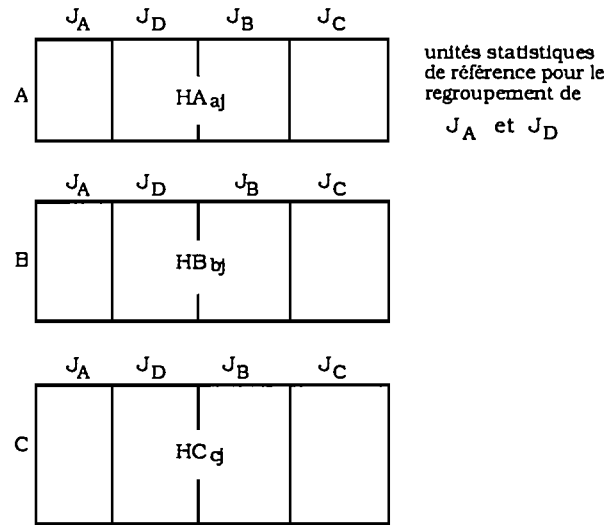 J_A J_D J_B J_C
A HA_aj
unités statistiques
de référence pour le
regroupement de
J_A et J_D
J_A J_D J_B J_C
B HB_bj
J_A J_D J_B J_C
C HC_cj